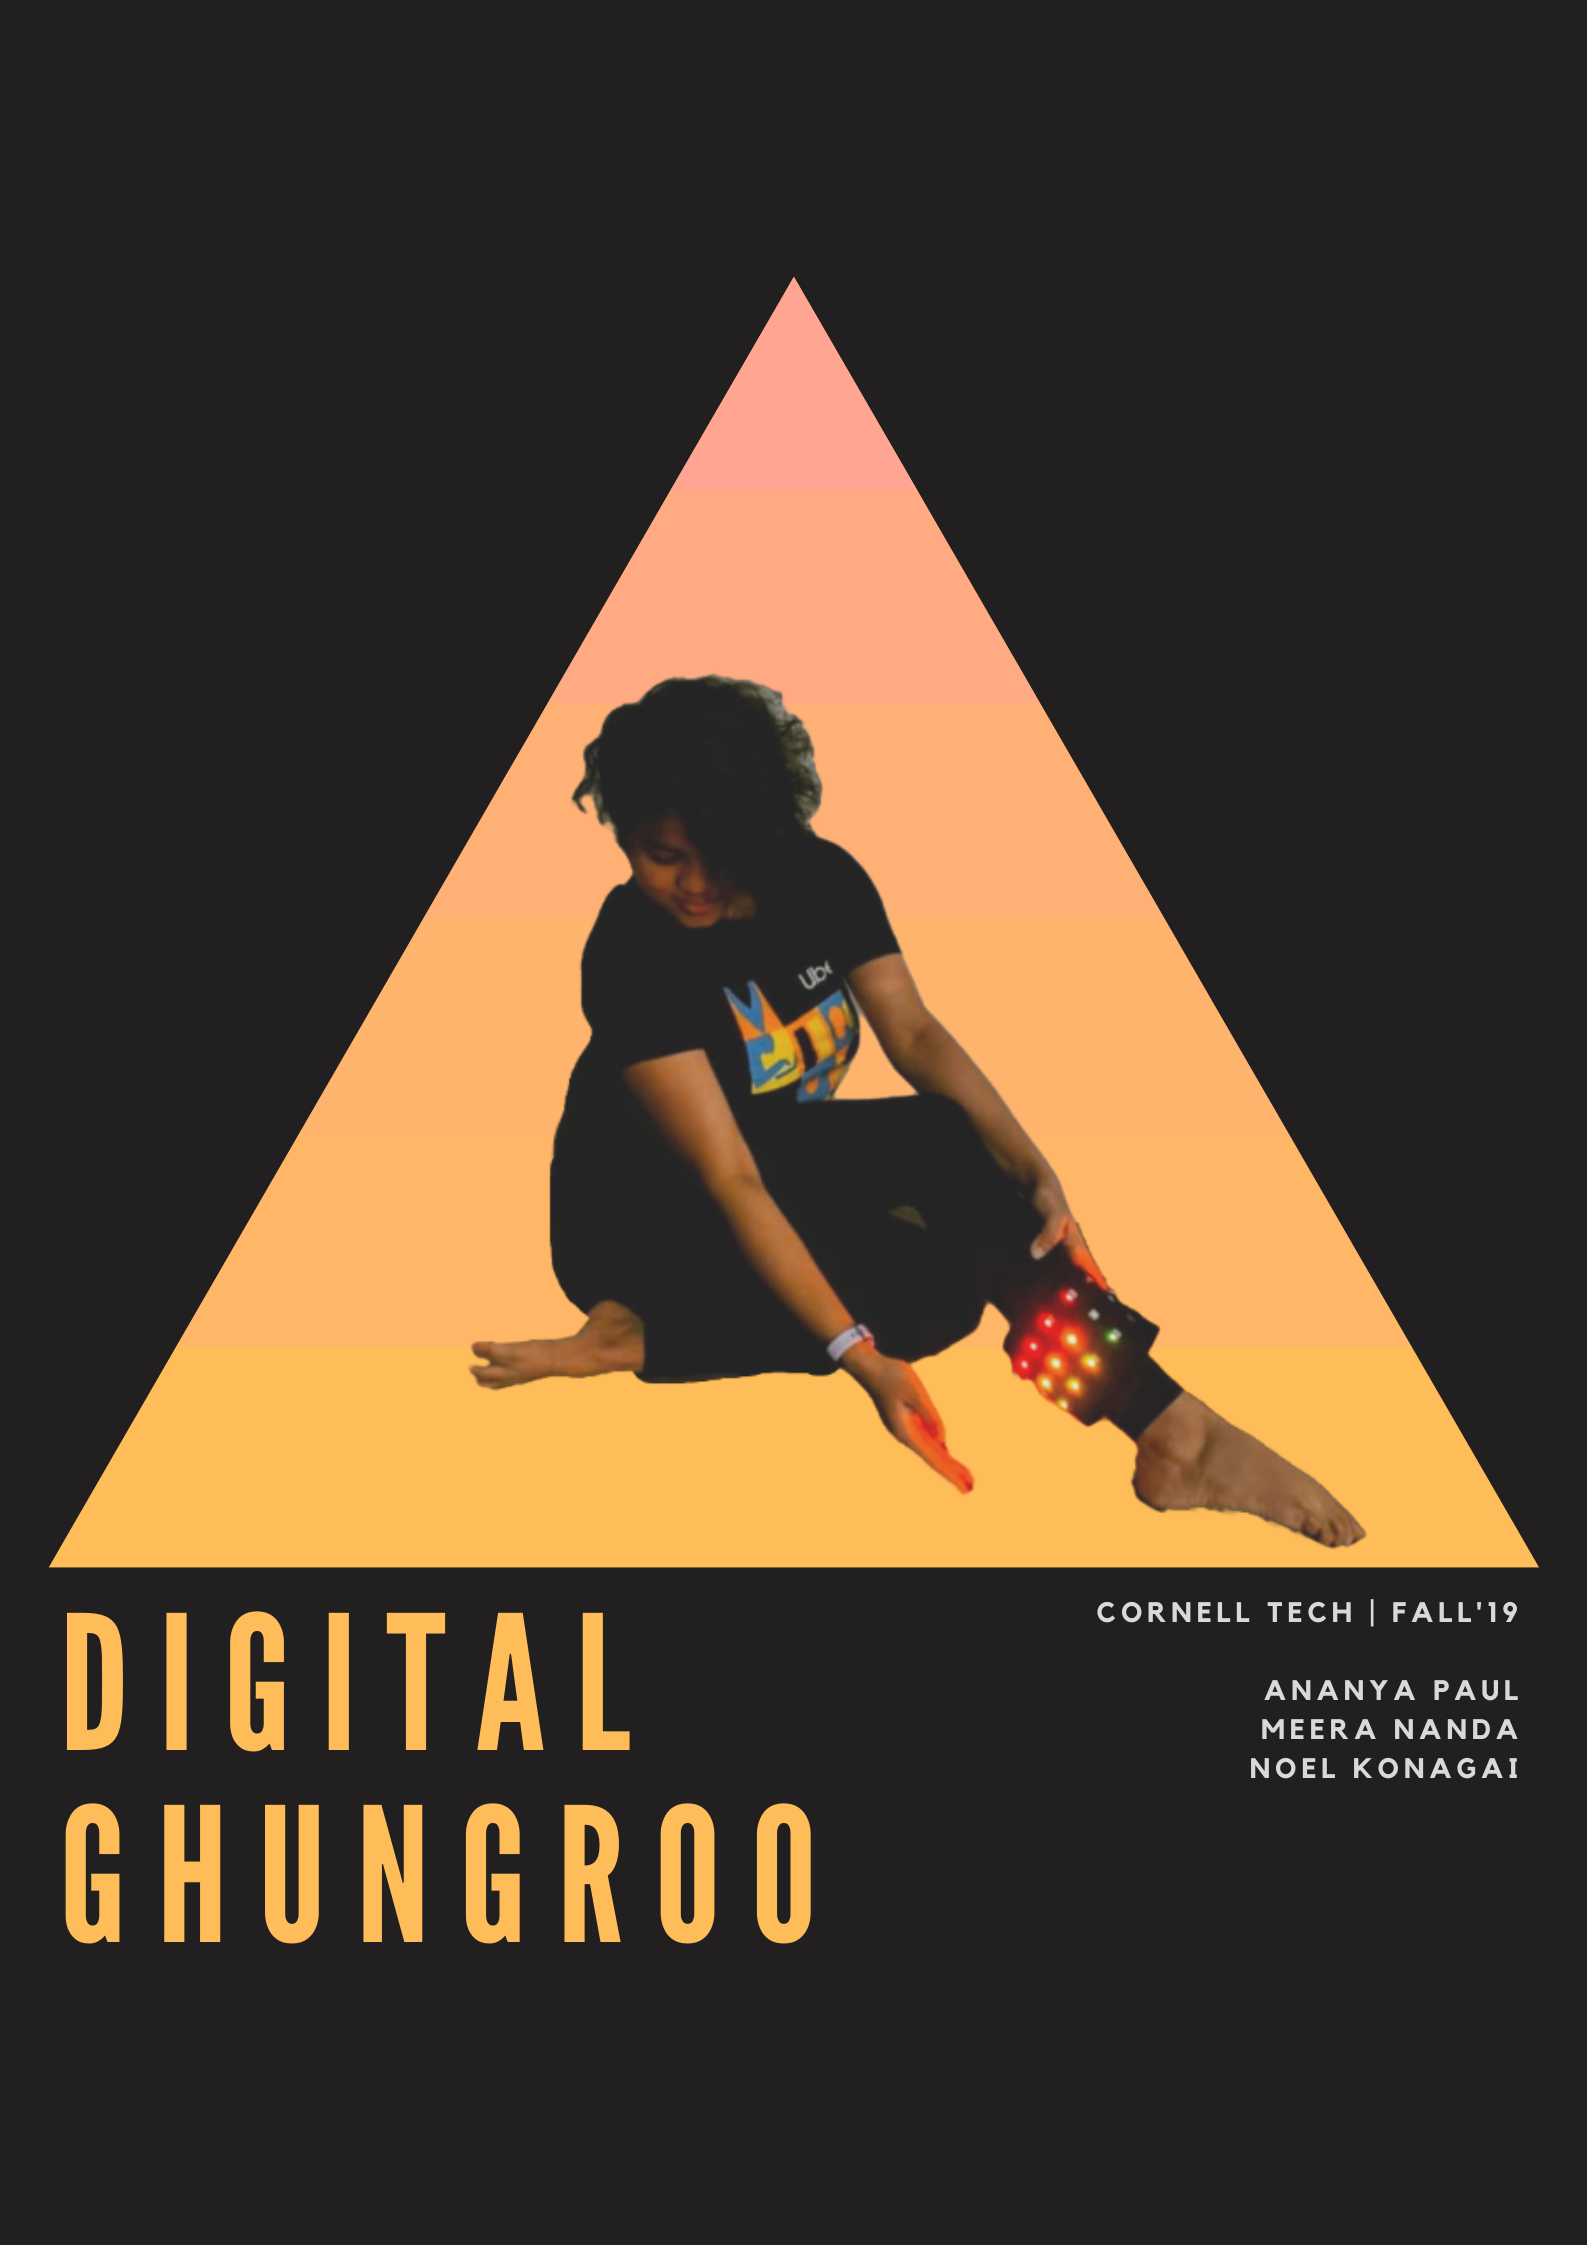 DIGITAL
GHUNGROO
CORNELL TECH | FALL'19
ANANYA PAUL
MEERA NANDA
NOEL KONAGAI